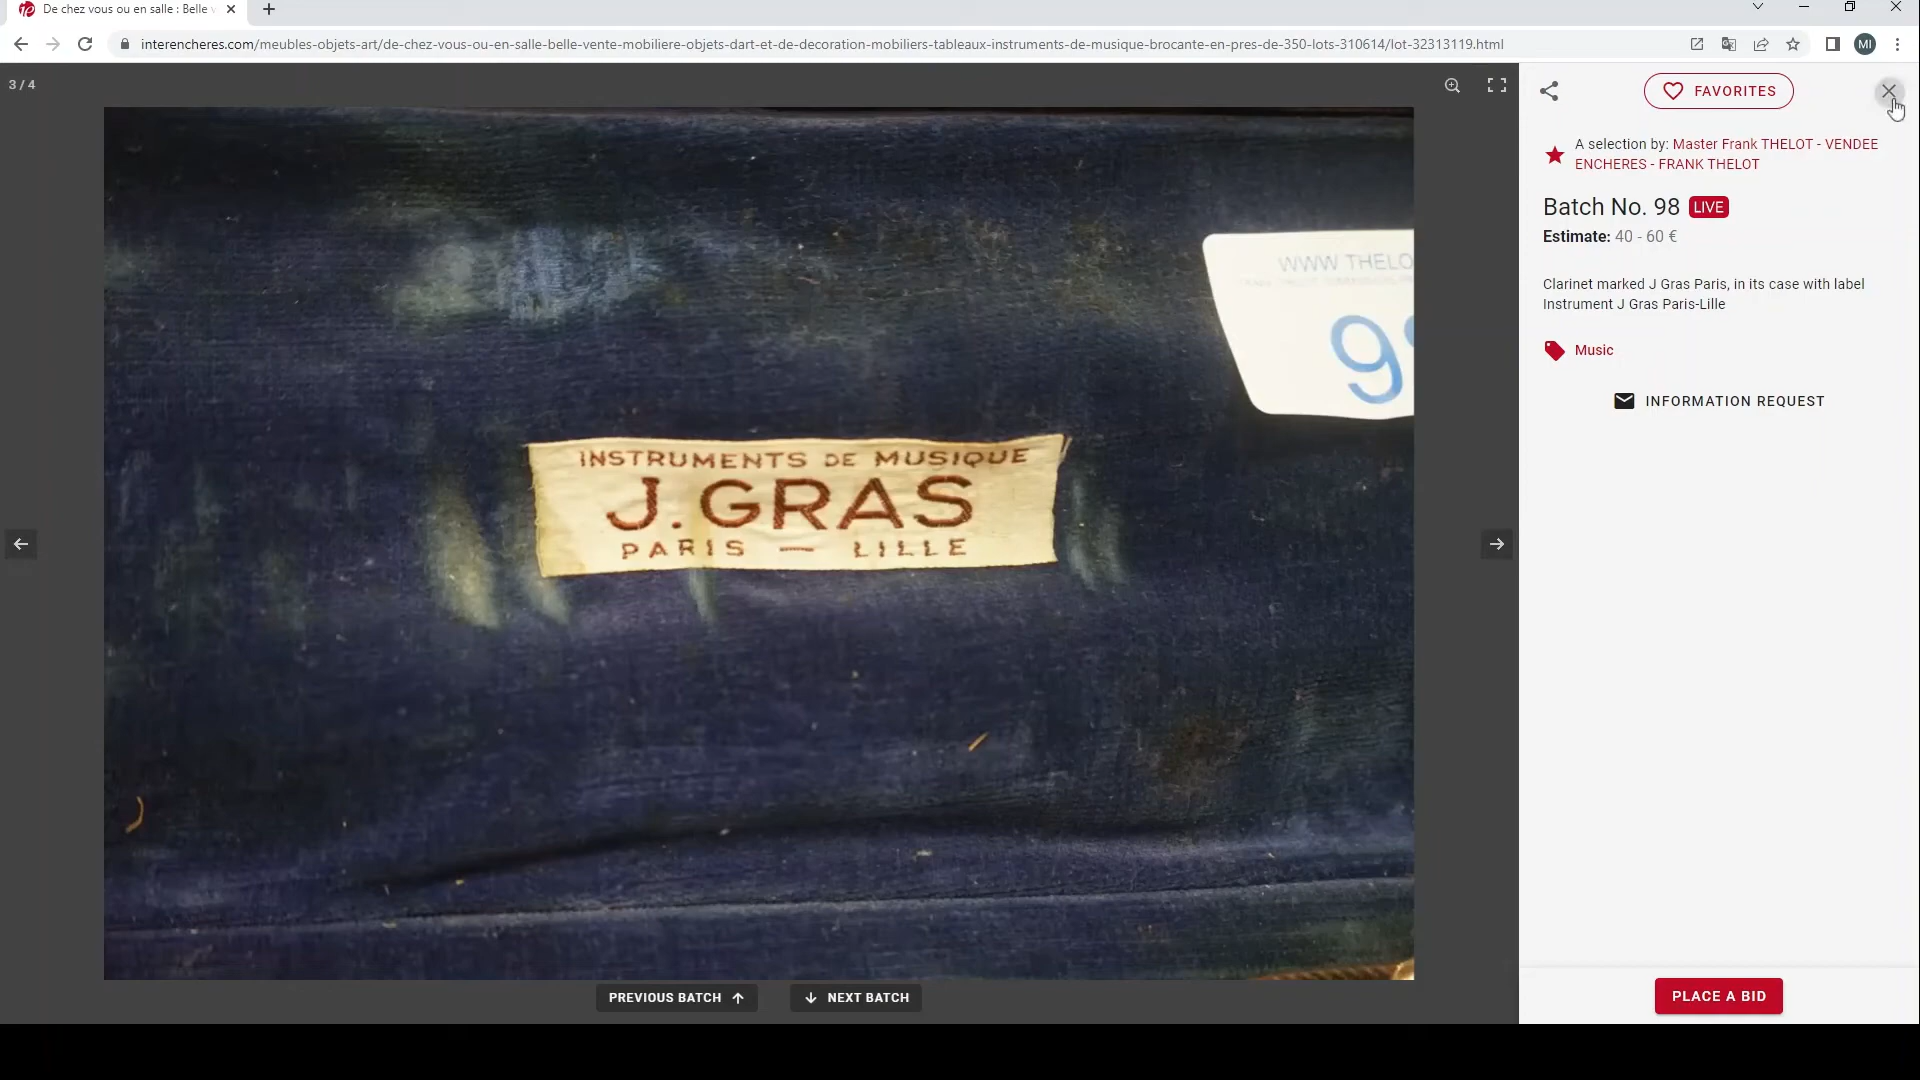 De chez vous ou en salle : Belle
interencheres.com/meubles-objets-art/de-chez-vous-ou-en-salle-belle-vente-mobiliere-objets-dart-et-de-decoration-mobiliers-tableaux-instruments-de-musique-brocante-en-pres-de-350-lots-310614/lot-32313119.html
MI
3 / 4
FAVORITES
A selection by: Master Frank THELOT - VENDEE
ENCHERES - FRANK THELOT
Batch No. 98 LIVE
Estimate: 40 - 60 €
Clarinet marked J Gras Paris, in its case with label
Instrument J Gras Paris-Lille
Music
INFORMATION REQUEST
WWW THELO
9
INSTRUMENTS DE MUSIQUE
J. GRAS
PARIS — LILLE
PREVIOUS BATCH
NEXT BATCH
PLACE A BID